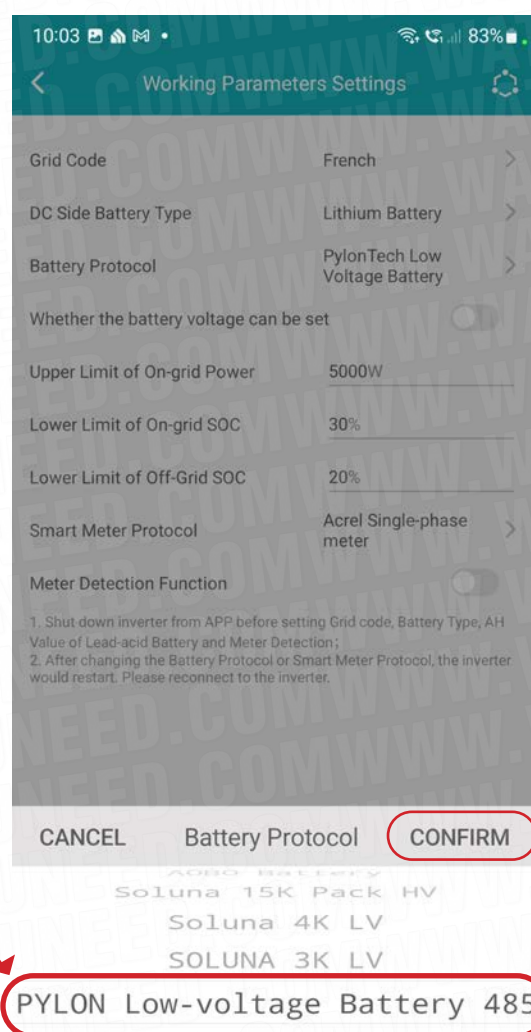 10:03 83%
Working Parameters Settings
Grid Code French
DC Side Battery Type Lithium Battery
Battery Protocol PylonTech Low
Voltage Battery
Whether the battery voltage can be set
Upper Limit of On-grid Power 5000W
Lower Limit of On-grid SOC 30%
Lower Limit of Off-Grid SOC 20%
Smart Meter Protocol Acrel Single-phase
meter
Meter Detection Function
1. Shut down inverter from APP before setting Grid code, Battery Type, AH
Value of Lead-acid Battery and Meter Detection;
2. After changing the Battery Protocol or Smart Meter Protocol, the inverter
would restart. Please reconnect to the inverter.
CANCEL Battery Protocol CONFIRM
Battery
Soluna 15K Pack HV
Soluna 4K LV
SOLUNA 3K LV
PYLON Low-voltage Battery 485